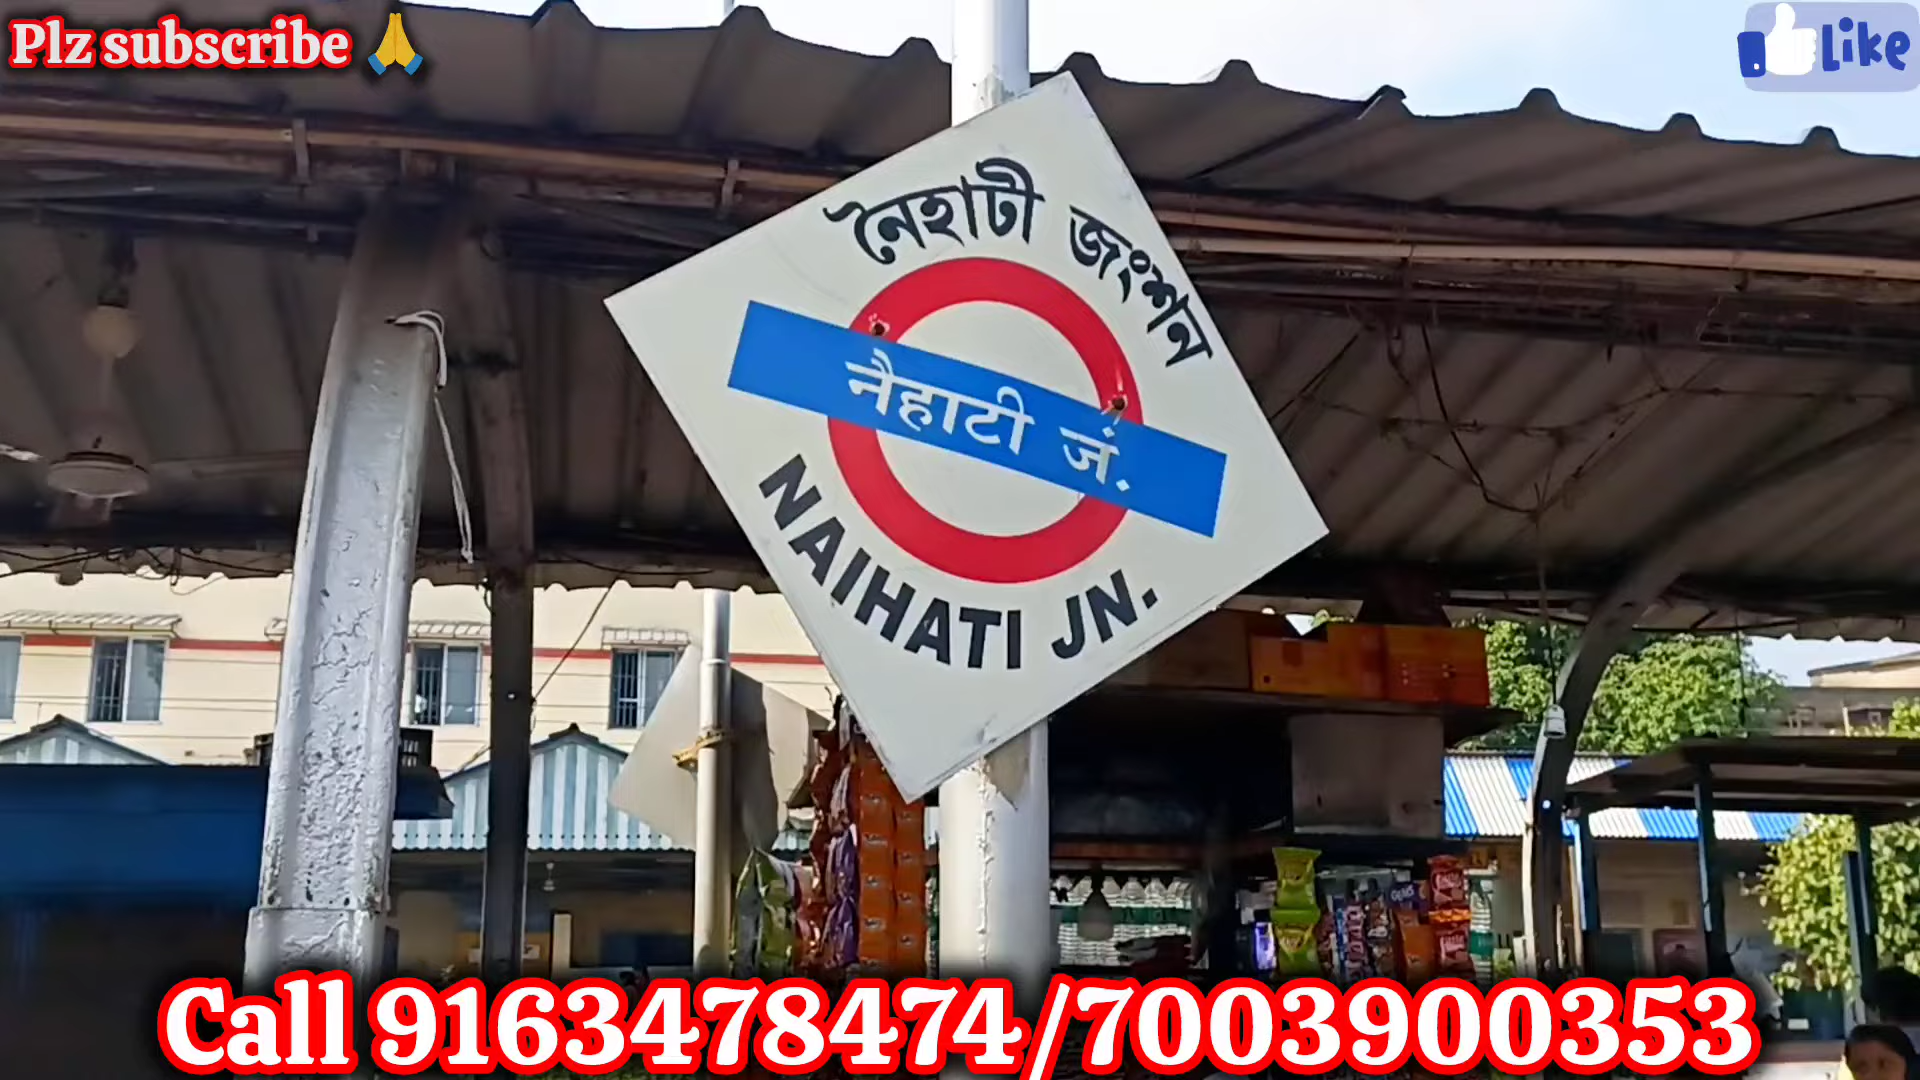 Plz subscribe 🙏
Like
নৈহাটী জংশন
नैहाटी जं.
NAIHATI JN.
Call 9163478474/7003900353